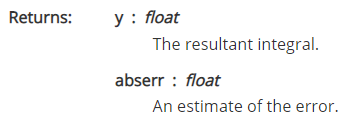 Returns: y : float
The resultant integral.
abserr : float
An estimate of the error.